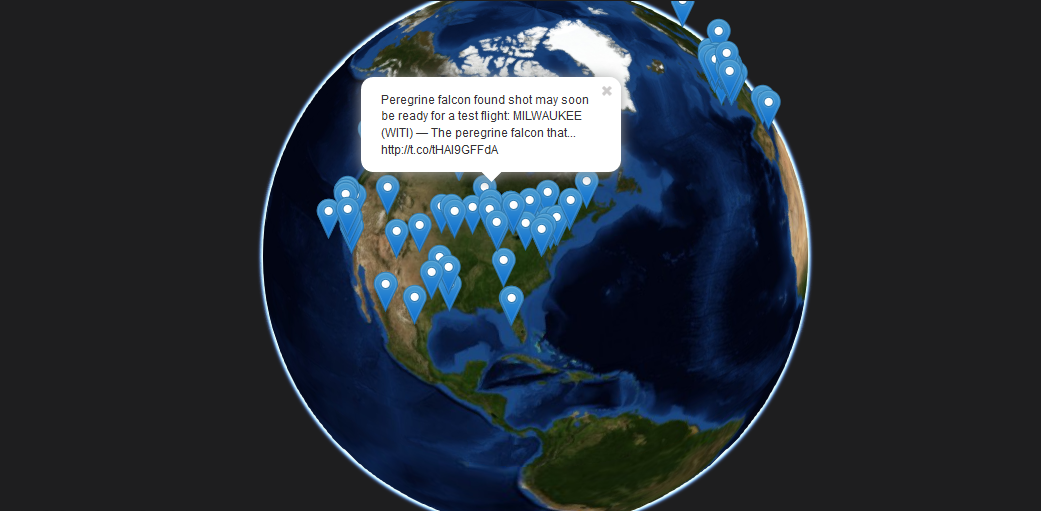 Peregrine falcon found shot may soon
be ready for a test flight: MILWAUKEE
(WITI) — The peregrine falcon that...
http://t.co/tHAI9GFFdA